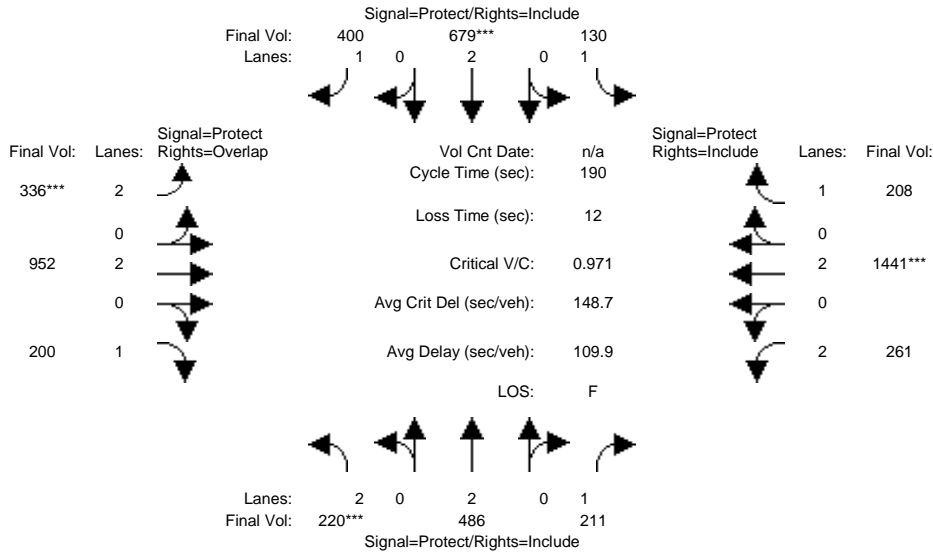 Signal=Protect/Rights=Include
Final Vol: 400 679*** 130
Lanes: 1 0 2 0 1
Signal=Protect Signal=Protect
Final Vol: Lanes: Rights=Overlap Vol Cnt Date: n/a Rights=Include Lanes: Final Vol:
Cycle Time (sec): 190
336*** 2 1 208
Loss Time (sec): 12
0 0
952 2 Critical V/C: 0.971 2 1441***
0 Avg Crit Del (sec/veh): 148.7 0
200 1 Avg Delay (sec/veh): 109.9 2 261
LOS: F
Lanes: 2 0 2 0 1
Final Vol: 220*** 486 211
Signal=Protect/Rights=Include